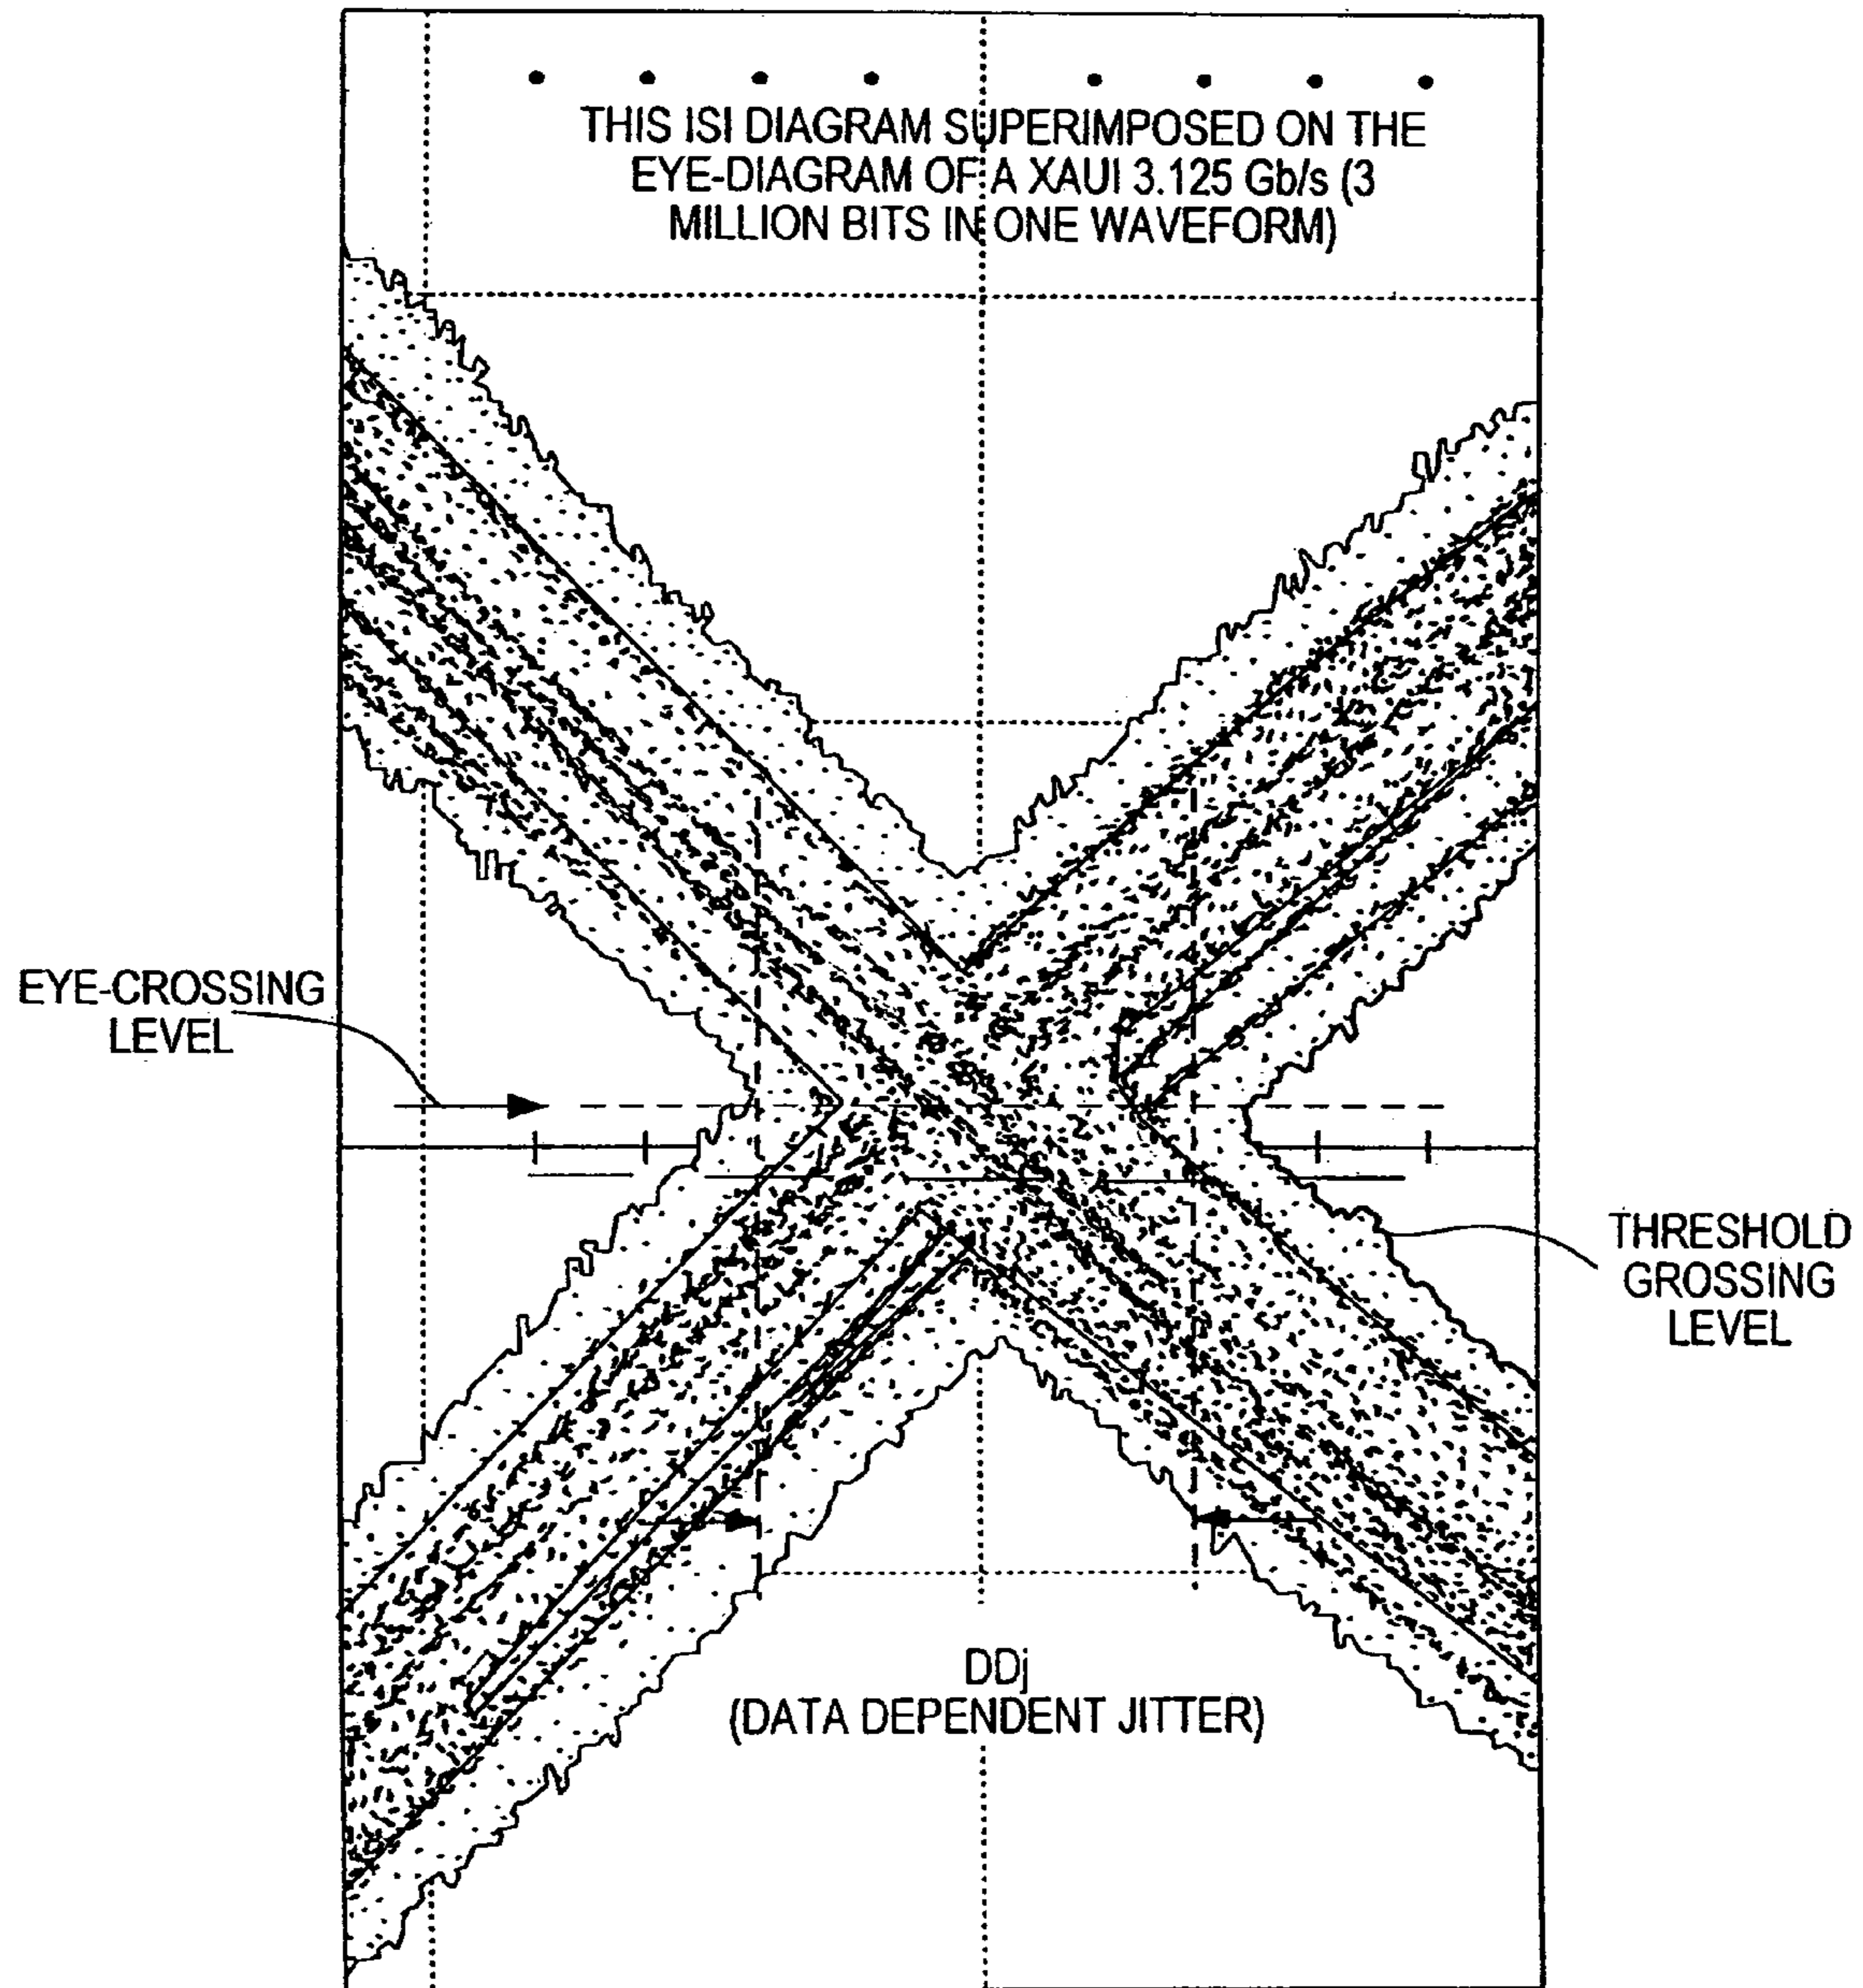 THIS ISI DIAGRAM SUPERIMPOSED ON THE
EYE-DIAGRAM OF A XAUI 3.125 Gb/s (3
MILLION BITS IN ONE WAVEFORM)
EYE-CROSSING
LEVEL
THRESHOLD
GROSSING
LEVEL
DDj
(DATA DEPENDENT JITTER)